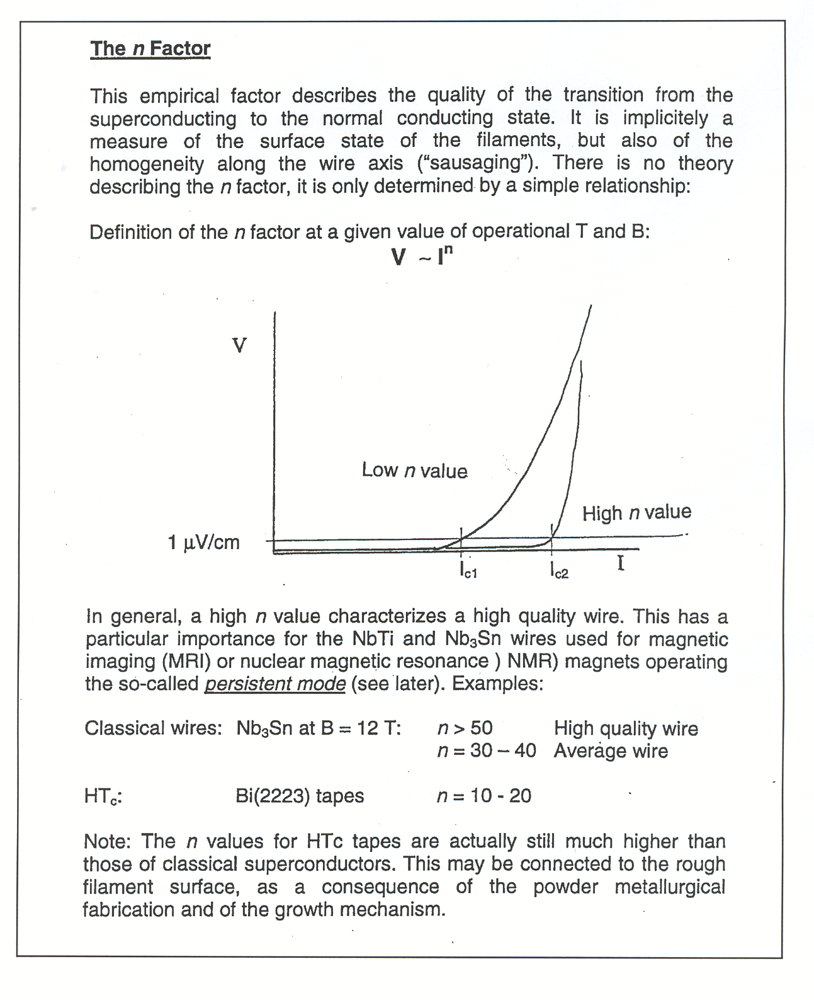 The n Factor
This empirical factor describes the quality of the transition from the
superconducting to the normal conducting state. It is implicitely a
measure of the surface state of the filaments, but also of the
homogeneity along the wire axis (“sausaging”). There is no theory
describing the n factor, it is only determined by a simple relationship:
Definition of the n factor at a given value of operational T and B:
V ~ Iⁿ
V
Low n value
High n value
1 µV/cm
Ic1
Ic2
I
In general, a high n value characterizes a high quality wire. This has a
particular importance for the NbTi and Nb₃Sn wires used for magnetic
imaging (MRI) or nuclear magnetic resonance ) NMR) magnets operating
the so-called persistent mode (see later). Examples:
Classical wires: Nb₃Sn at B = 12 T: n > 50 High quality wire
n = 30 – 40 Average wire
HTc: Bi(2223) tapes n = 10 - 20
Note: The n values for HTc tapes are actually still much higher than
those of classical superconductors. This may be connected to the rough
filament surface, as a consequence of the powder metallurgical
fabrication and of the growth mechanism.